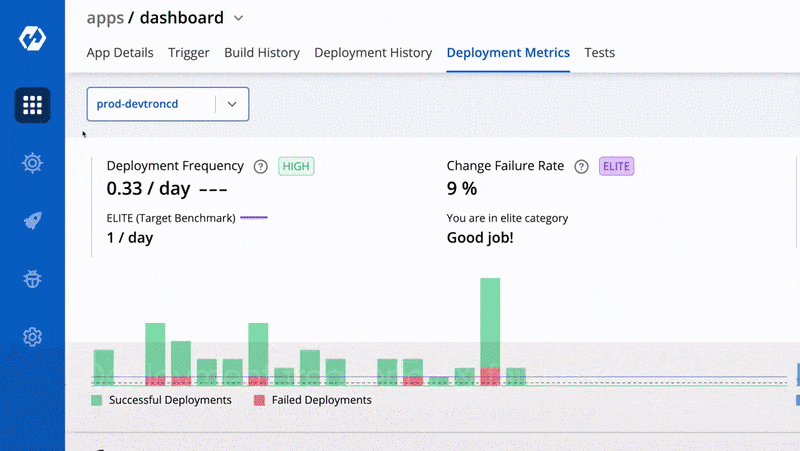 apps / dashboard
App Details Trigger Build History Deployment History Deployment Metrics Tests
prod-devtroncd
Deployment Frequency ? HIGH
0.33 / day ---
ELITE (Target Benchmark)
1 / day
Change Failure Rate ? ELITE
9 %
You are in elite category
Good job!
Successful Deployments Failed Deployments